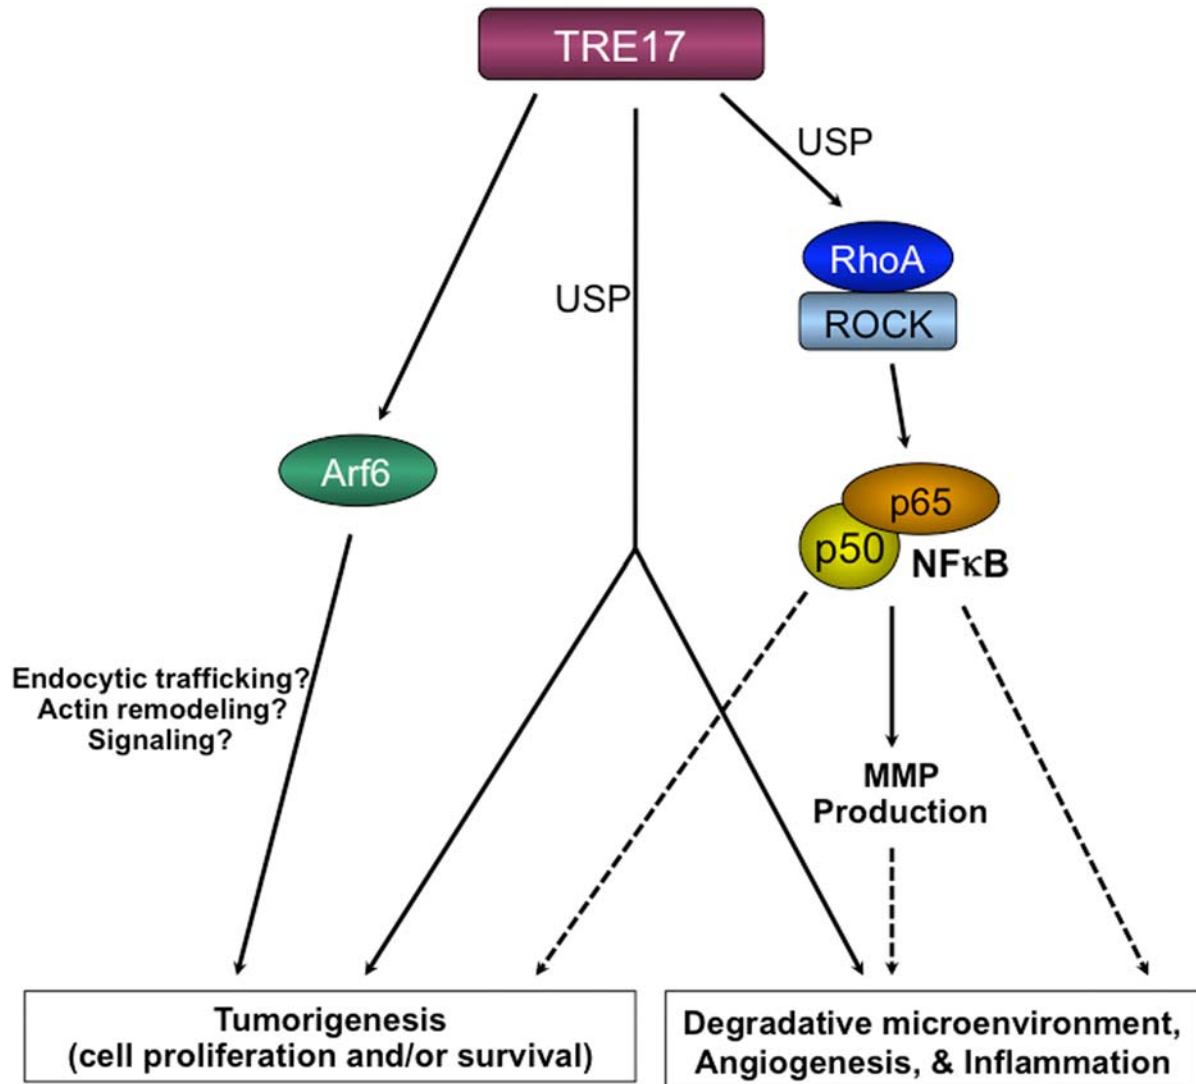 TRE17
USP
RhoA
USP
ROCK
Arf6
p65
p50
NFκB
Endocytic trafficking?
Actin remodeling?
Signaling?
MMP
Production
Tumorigenesis
(cell proliferation and/or survival)
Degradative microenvironment,
Angiogenesis, & Inflammation